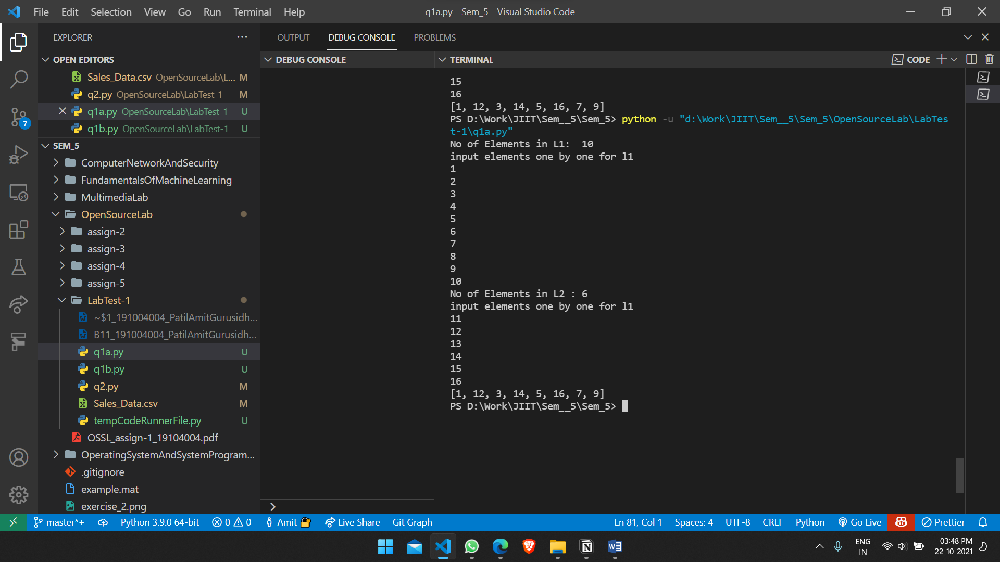 File Edit Selection View Go Run Terminal Help
q1a.py - Sem_5 - Visual Studio Code
EXPLORER
OPEN EDITORS
Sales_Data.csv OpenSourceLab\L... M
q2.py OpenSourceLab\LabTest-1 M
q1a.py OpenSourceLab\LabTest-1 U
q1b.py OpenSourceLab\LabTest-1 U
SEM_5
ComputerNetworkAndSecurity
FundamentalsOfMachineLearning
MultimediaLab
OpenSourceLab
assign-2
assign-3
assign-4
assign-5
LabTest-1
~$1_191004004_PatilAmitGurusidh...
B11_191004004_PatilAmitGurusidh...
q1a.py U
q1b.py U
q2.py M
Sales_Data.csv M
tempCodeRunnerFile.py U
OSSL_assign-1_19104004.pdf
OperatingSystemAndSystemProgram...
.gitignore
example.mat
exercise_2.png
7
OUTPUT DEBUG CONSOLE PROBLEMS
DEBUG CONSOLE
TERMINAL
CODE
15
16
[1, 12, 3, 14, 5, 16, 7, 9]
PS D:\Work\JIIT\Sem__5\Sem_5> python -u "d:\Work\JIIT\Sem__5\Sem_5\OpenSourceLab\LabTes
t-1\q1a.py"
No of Elements in L1:  10
input elements one by one for l1
1
2
3
4
5
6
7
8
9
10
No of Elements in L2 : 6
input elements one by one for l1
11
12
13
14
15
16
[1, 12, 3, 14, 5, 16, 7, 9]
PS D:\Work\JIIT\Sem__5\Sem_5>
master*+ Python 3.9.0 64-bit 0 0 Amit Live Share Git Graph Ln 81, Col 1 Spaces: 4 UTF-8 CRLF Python Go Live Prettier
ENG
IN
03:48 PM
22-10-2021